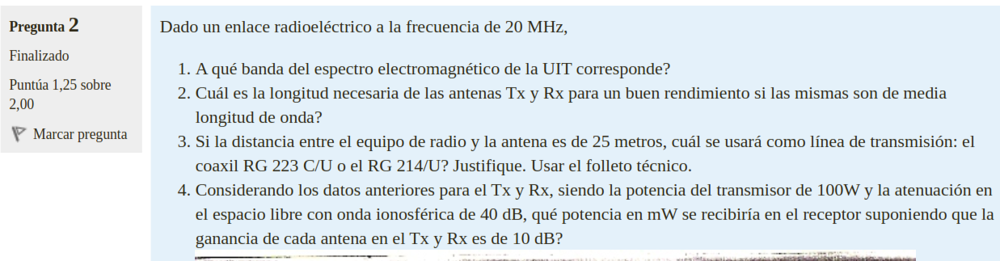 Pregunta 2
Finalizado
Puntúa 1,25 sobre
2,00
Marcar pregunta
Dado un enlace radioeléctrico a la frecuencia de 20 MHz,
1. A qué banda del espectro electromagnético de la UIT corresponde?
2. Cuál es la longitud necesaria de las antenas Tx y Rx para un buen rendimiento si las mismas son de media
longitud de onda?
3. Si la distancia entre el equipo de radio y la antena es de 25 metros, cuál se usará como línea de transmisión: el
coaxil RG 223 C/U o el RG 214/U? Justifique. Usar el folleto técnico.
4. Considerando los datos anteriores para el Tx y Rx, siendo la potencia del transmisor de 100W y la atenuación en
el espacio libre con onda ionosférica de 40 dB, qué potencia en mW se recibiría en el receptor suponiendo que la
ganancia de cada antena en el Tx y Rx es de 10 dB?